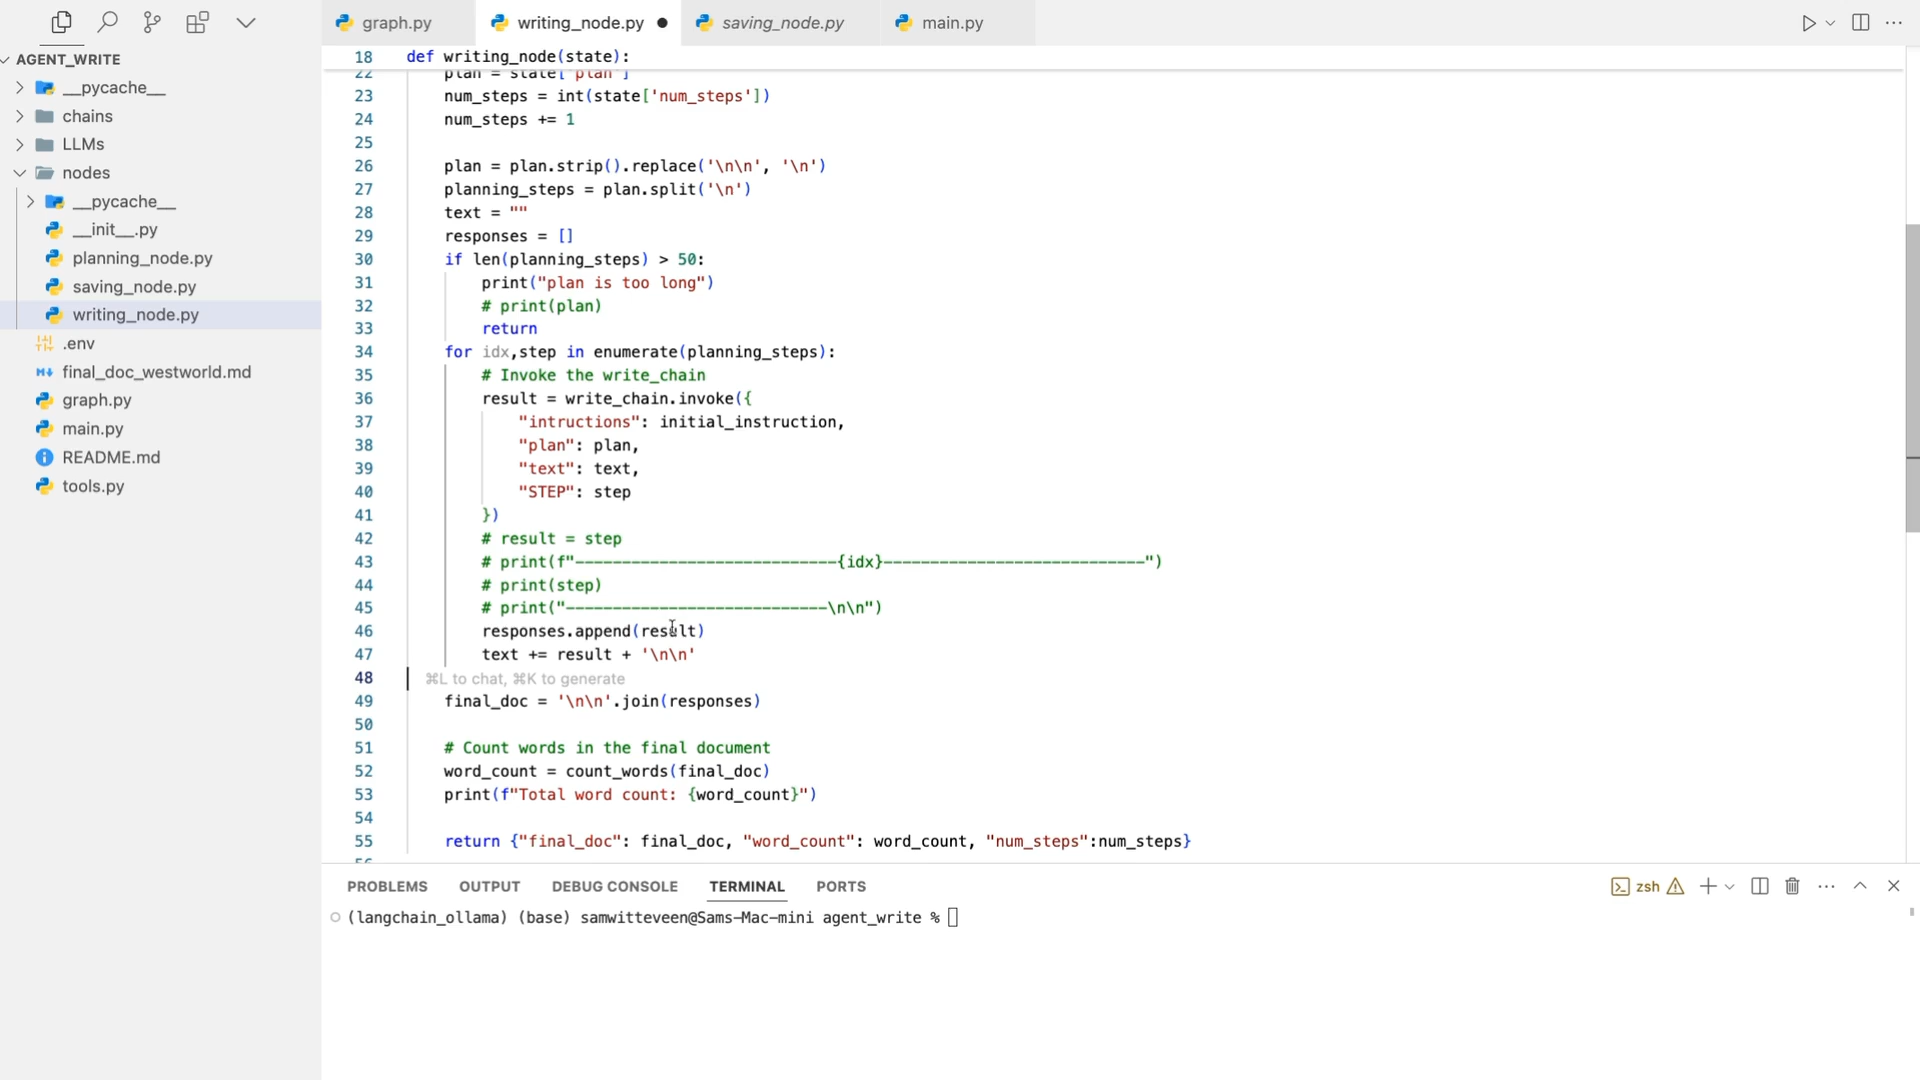 graph.py
writing_node.py
saving_node.py
main.py
AGENT_WRITE
__pycache__
chains
LLMs
nodes
__pycache__
__init__.py
planning_node.py
saving_node.py
writing_node.py
.env
final_doc_westworld.md
graph.py
main.py
README.md
tools.py
18 def writing_node(state):
22 plan = state['plan']
23 num_steps = int(state['num_steps'])
24 num_steps += 1
25
26 plan = plan.strip().replace('\n\n', '\n')
27 planning_steps = plan.split('\n')
28 text = ""
29 responses = []
30 if len(planning_steps) > 50:
31 print("plan is too long")
32 # print(plan)
33 return
34 for idx,step in enumerate(planning_steps):
35 # Invoke the write_chain
36 result = write_chain.invoke({
37 "intructions": initial_instruction,
38 "plan": plan,
39 "text": text,
40 "STEP": step
41 })
42 # result = step
43 # print(f"----------------------------{idx}----------------------------")
44 # print(step)
45 # print("----------------------------\n\n")
46 responses.append(result)
47 text += result + '\n\n'
48 ⌘L to chat, ⌘K to generate
49 final_doc = '\n\n'.join(responses)
50
51 # Count words in the final document
52 word_count = count_words(final_doc)
53 print(f"Total word count: {word_count}")
54
55 return {"final_doc": final_doc, "word_count": word_count, "num_steps":num_steps}
PROBLEMS OUTPUT DEBUG CONSOLE TERMINAL PORTS
zsh
(langchain_ollama) (base) samwitteveen@Sams-Mac-mini agent_write %